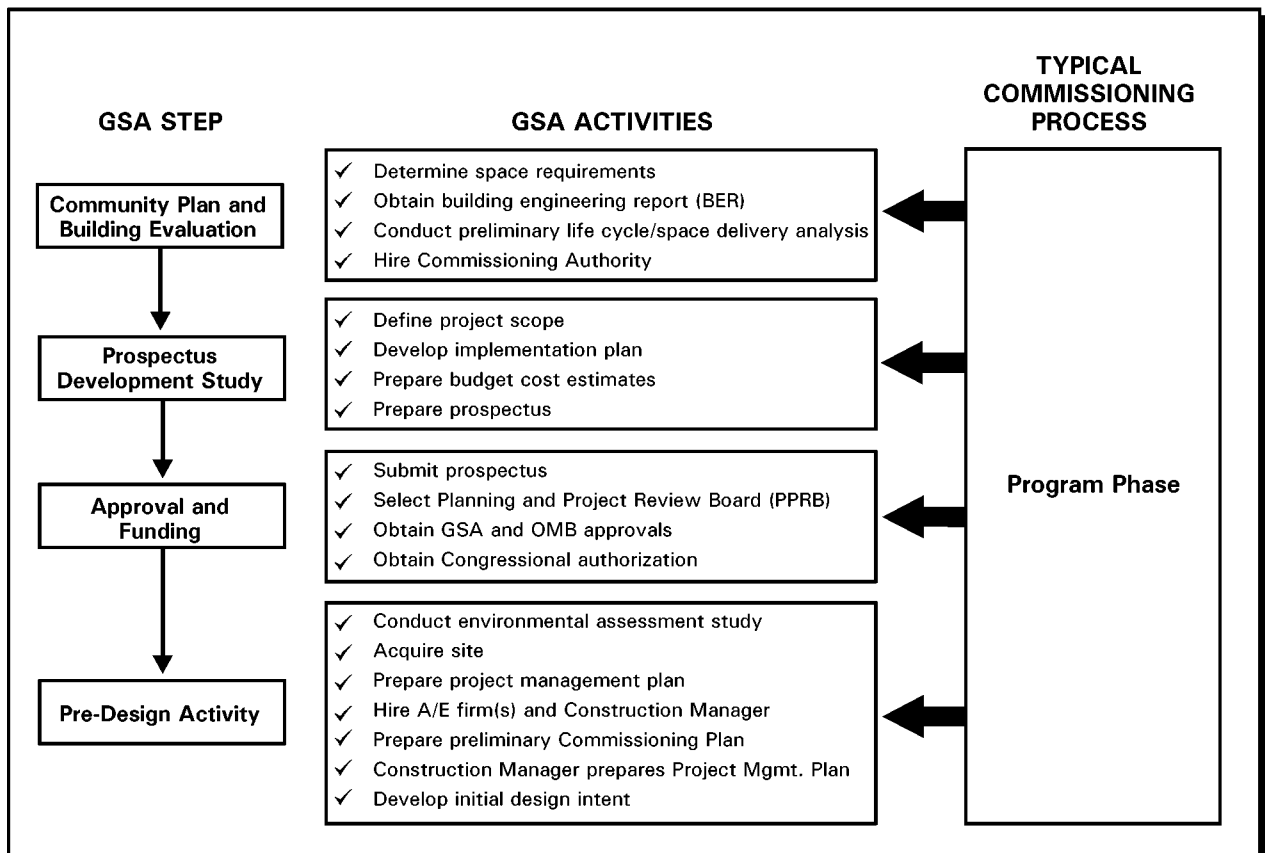 GSA STEP
GSA ACTIVITIES
TYPICAL
COMMISSIONING
PROCESS
Community Plan and
Building Evaluation
✓ Determine space requirements
✓ Obtain building engineering report (BER)
✓ Conduct preliminary life cycle/space delivery analysis
✓ Hire Commissioning Authority
Prospectus
Development Study
✓ Define project scope
✓ Develop implementation plan
✓ Prepare budget cost estimates
✓ Prepare prospectus
Approval and
Funding
✓ Submit prospectus
✓ Select Planning and Project Review Board (PPRB)
✓ Obtain GSA and OMB approvals
✓ Obtain Congressional authorization
Pre-Design Activity
✓ Conduct environmental assessment study
✓ Acquire site
✓ Prepare project management plan
✓ Hire A/E firm(s) and Construction Manager
✓ Prepare preliminary Commissioning Plan
✓ Construction Manager prepares Project Mgmt. Plan
✓ Develop initial design intent
Program Phase